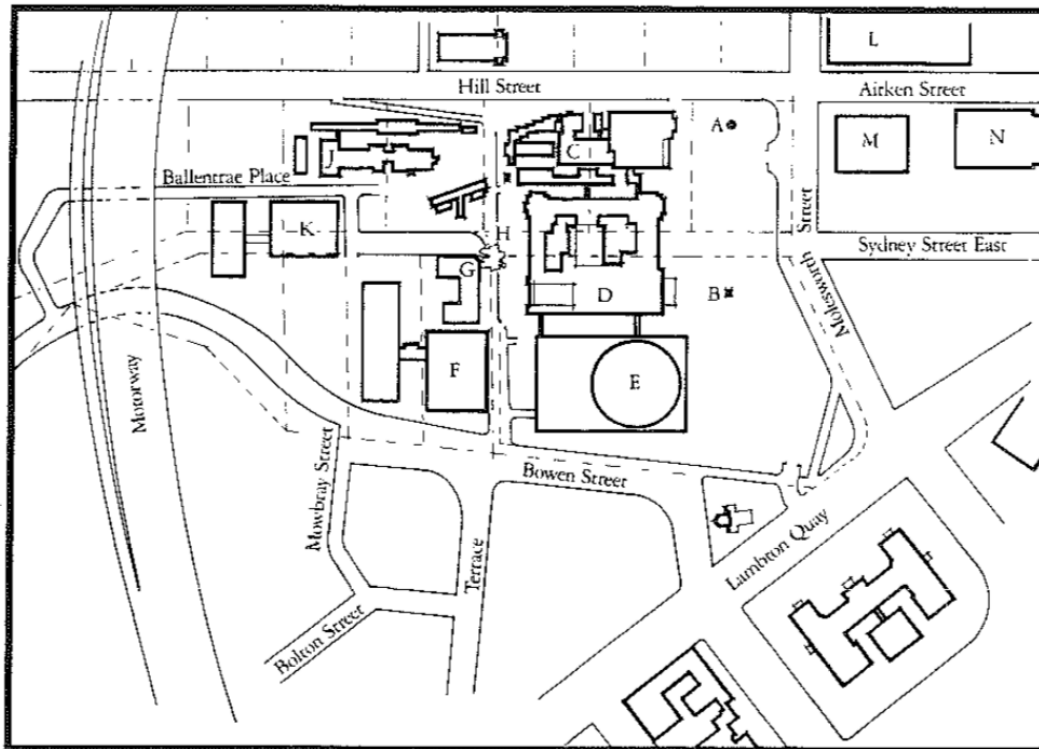 L
Hill Street
Aitken Street
A
M
N
C
J
Ballentrae Place
K
H
Street
Sydney Street East
G
D
B
Molesworth
F
E
Motorway
Mowbray Street
Bowen Street
Terrace
Lambton Quay
Bolton Street